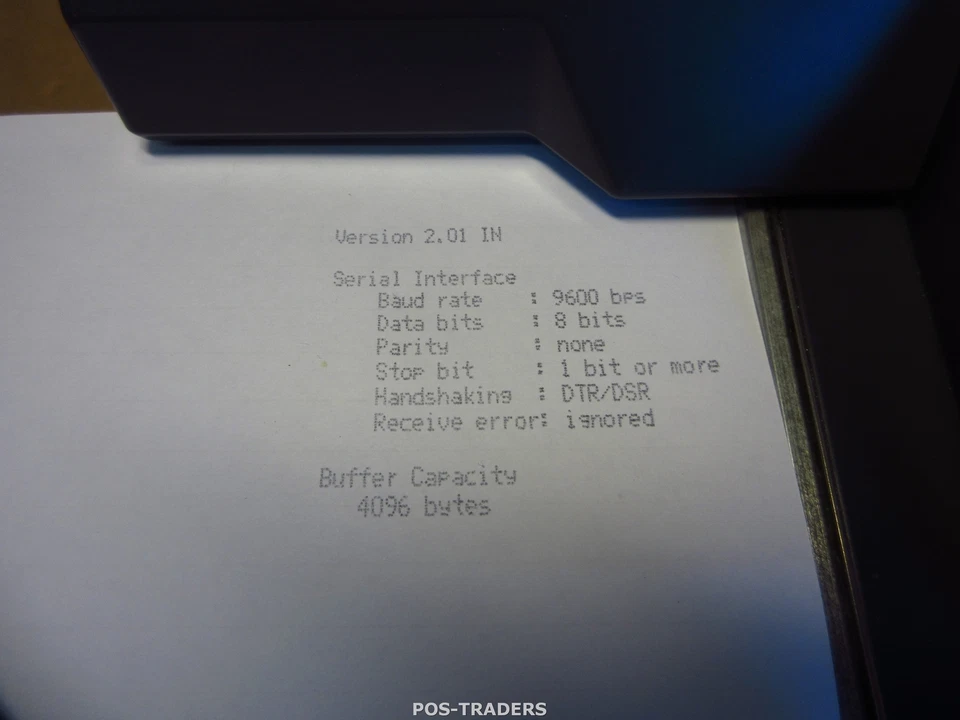 Version 2.01 IN
Serial Interface
Baud rate : 9600 bps
Data bits : 8 bits
Parity : none
Stop bit : 1 bit or more
Handshaking : DTR/DSR
Receive error: ignored
Buffer Capacity
4096 bytes
POS-TRADERS